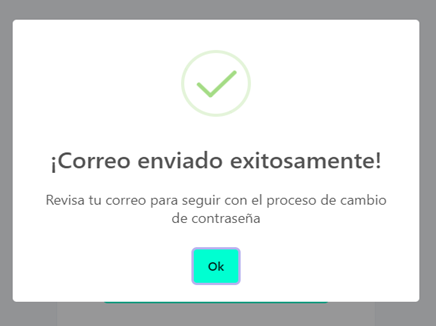 ¡Correo enviado exitosamente!
Revisa tu correo para seguir con el proceso de cambio
de contraseña
Ok